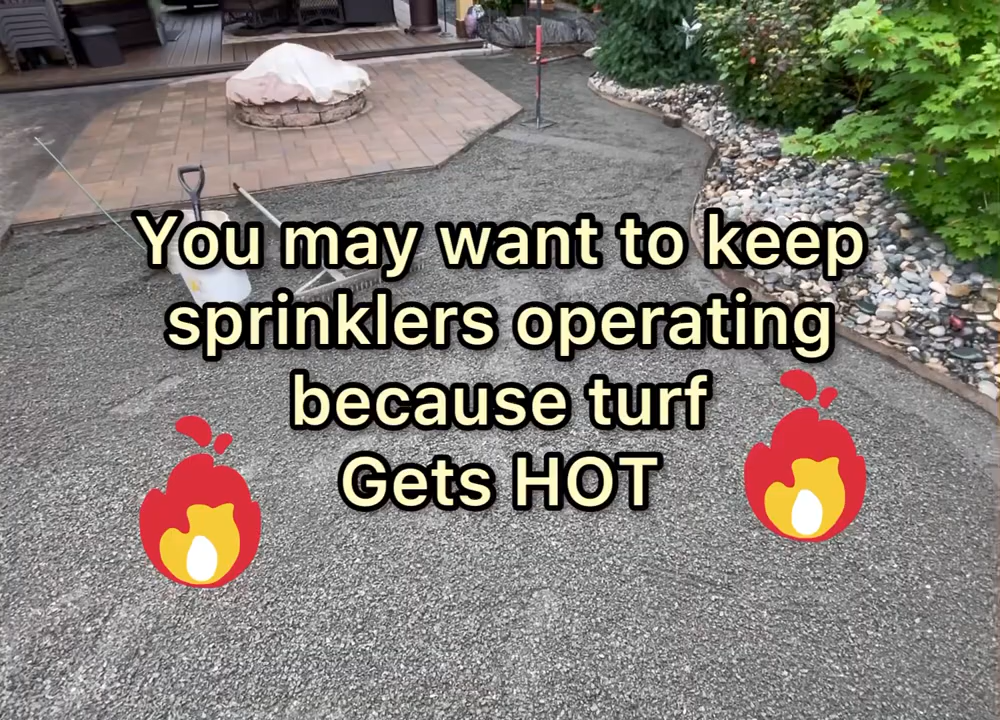 You may want to keep
sprinklers operating
because turf
Gets HOT